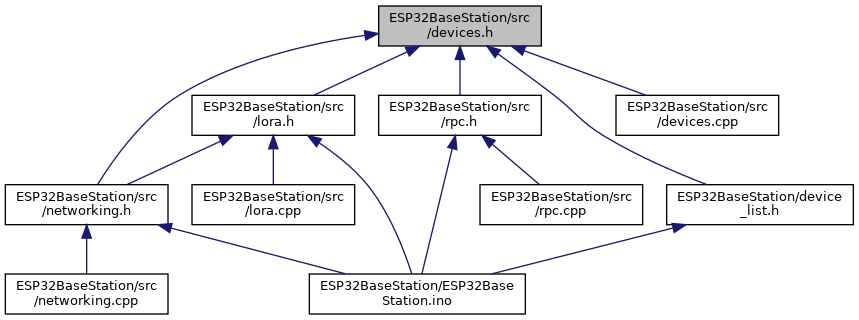 ESP32BaseStation/src
/devices.h
ESP32BaseStation/src
/lora.h
ESP32BaseStation/src
/rpc.h
ESP32BaseStation/src
/devices.cpp
ESP32BaseStation/src
/networking.h
ESP32BaseStation/src
/lora.cpp
ESP32BaseStation/src
/rpc.cpp
ESP32BaseStation/device
_list.h
ESP32BaseStation/src
/networking.cpp
ESP32BaseStation/ESP32Base
Station.ino